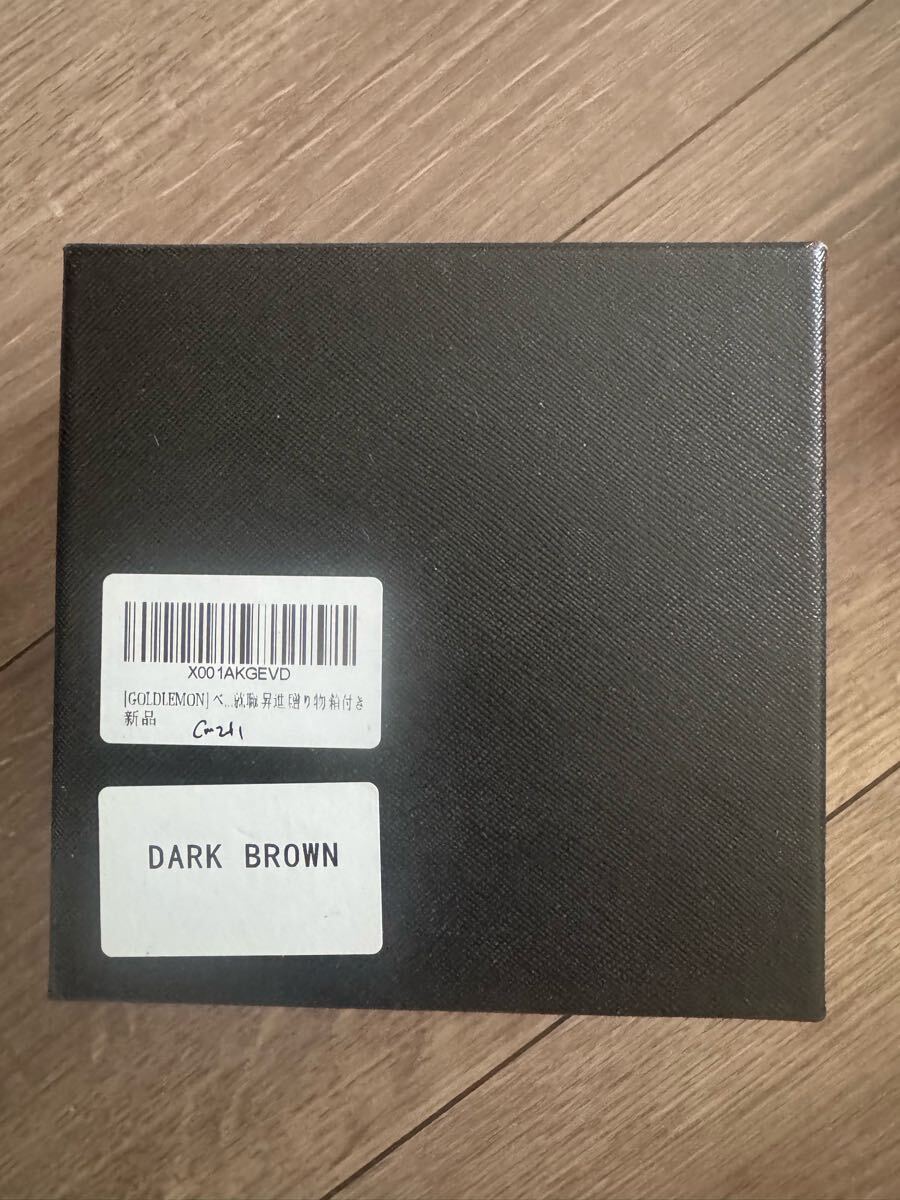 X001AKGEVD
[GOLDLEMON] ベ...就職 昇進 贈り物 箱付き
新品
DARK BROWN